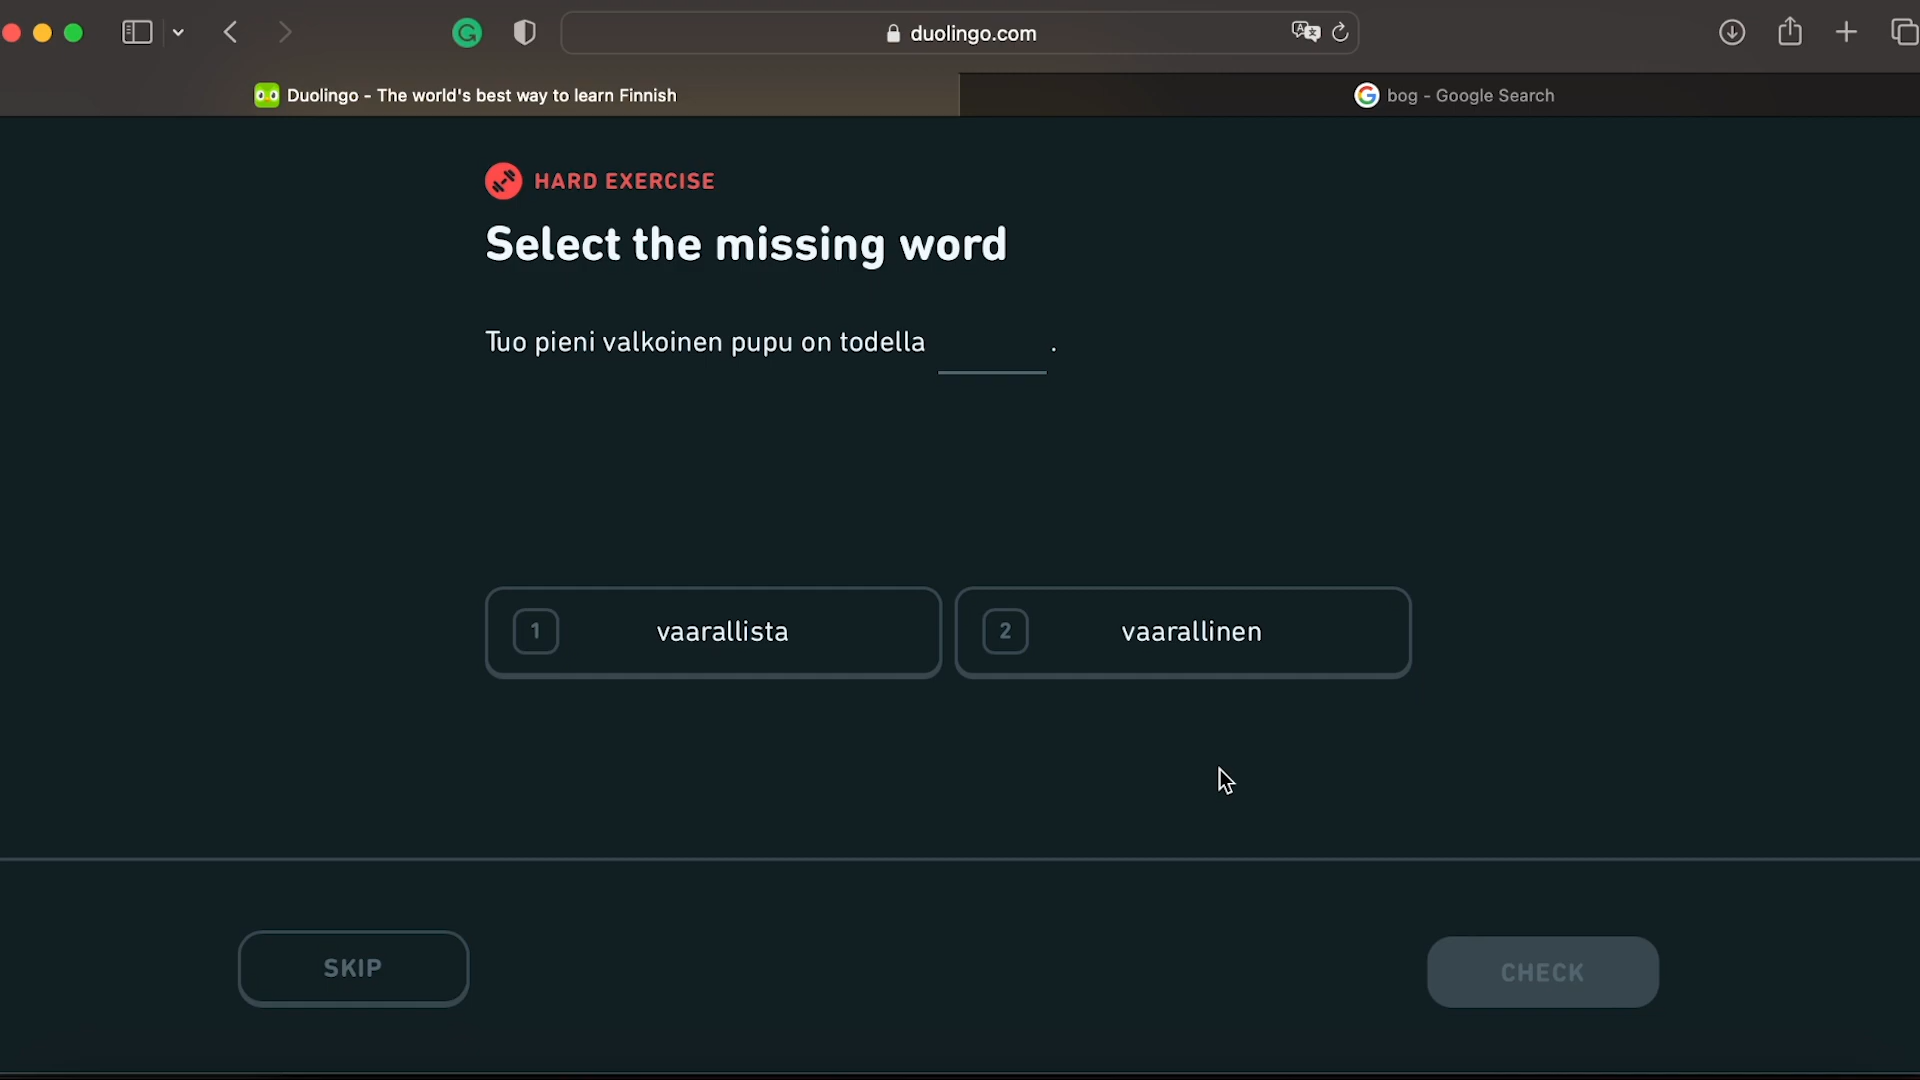 duolingo.com
Duolingo - The world's best way to learn Finnish
bog - Google Search
HARD EXERCISE
Select the missing word
Tuo pieni valkoinen pupu on todella ______ .
1 vaarallista
2 vaarallinen
SKIP
CHECK